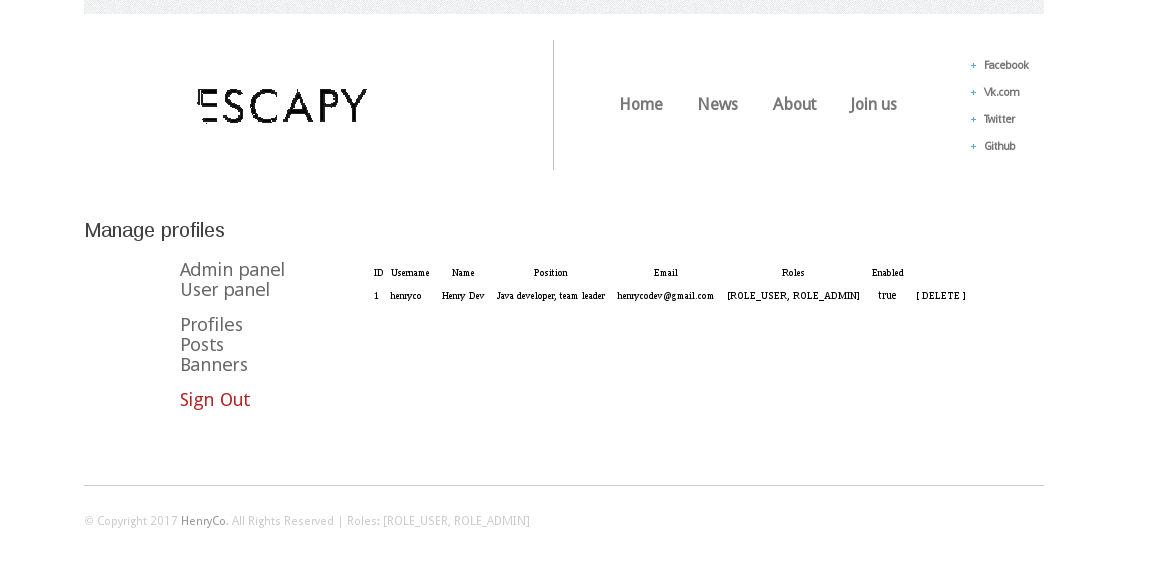 ESCAPY
Home News About Join us
Facebook
Vk.com
Twitter
Github
Manage profiles
Admin panel
User panel
Profiles
Posts
Banners
Sign Out
ID Username Name Position Email Roles Enabled
1 henryco Henry Dev Java developer, team leader henrycodev@gmail.com [ROLE_USER, ROLE_ADMIN] true [ DELETE ]
© Copyright 2017 HenryCo. All Rights Reserved | Roles: [ROLE_USER, ROLE_ADMIN]